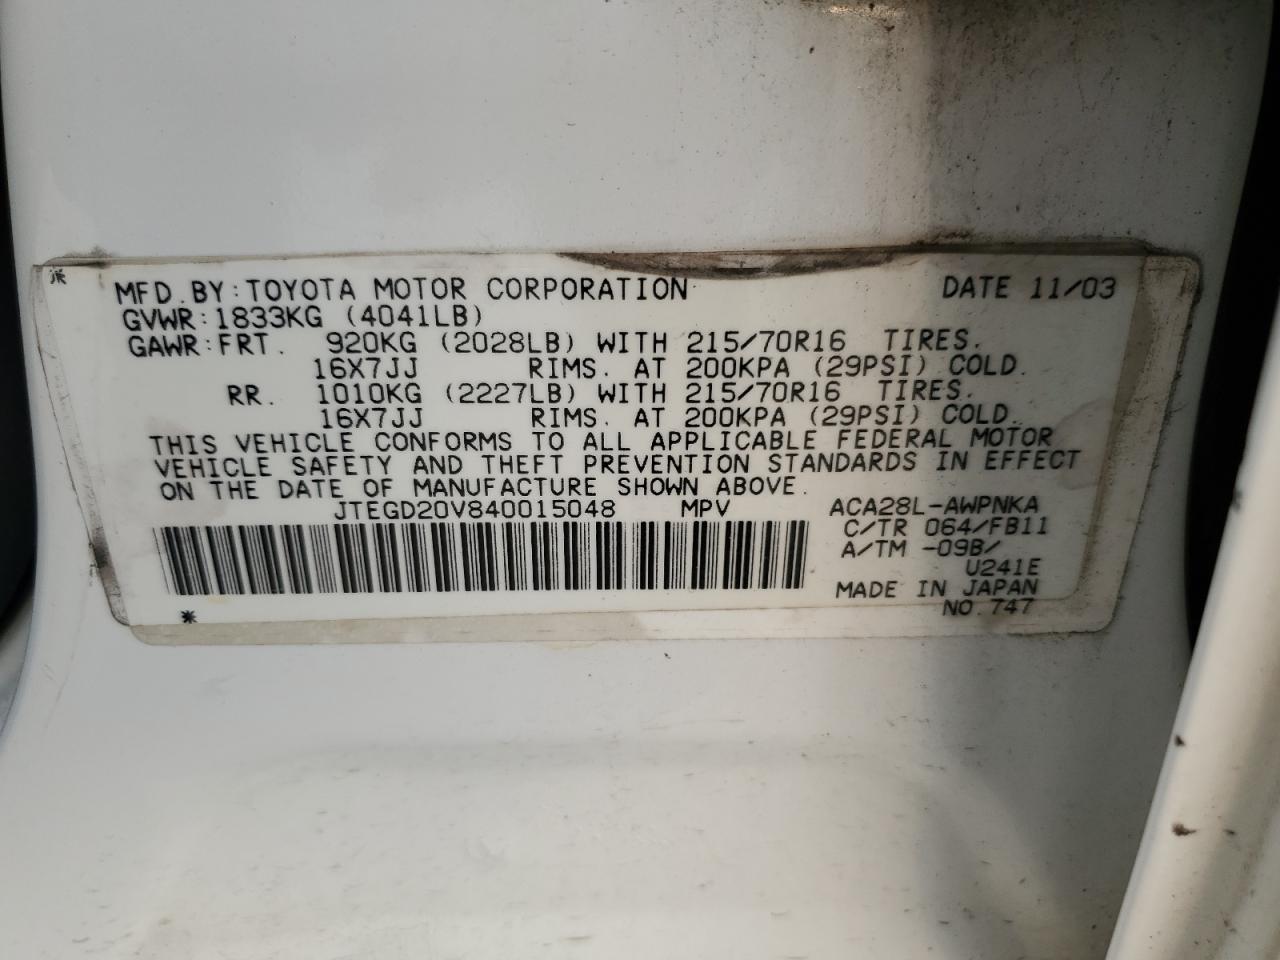 MFD. BY: TOYOTA MOTOR CORPORATION DATE 11/03
GVWR: 1833KG (4041LB)
GAWR: FRT. 920KG (2028LB) WITH 215/70R16 TIRES.
16X7JJ RIMS. AT 200KPA (29PSI) COLD.
RR. 1010KG (2227LB) WITH 215/70R16 TIRES.
16X7JJ RIMS. AT 200KPA (29PSI) COLD.
THIS VEHICLE CONFORMS TO ALL APPLICABLE FEDERAL MOTOR
VEHICLE SAFETY AND THEFT PREVENTION STANDARDS IN EFFECT
ON THE DATE OF MANUFACTURE SHOWN ABOVE.
JTEGD20V840015048 MPV ACA28L-AWPNKA
C/TR 064/FB11
A/TM -09B/
U241E
MADE IN JAPAN
NO. 747